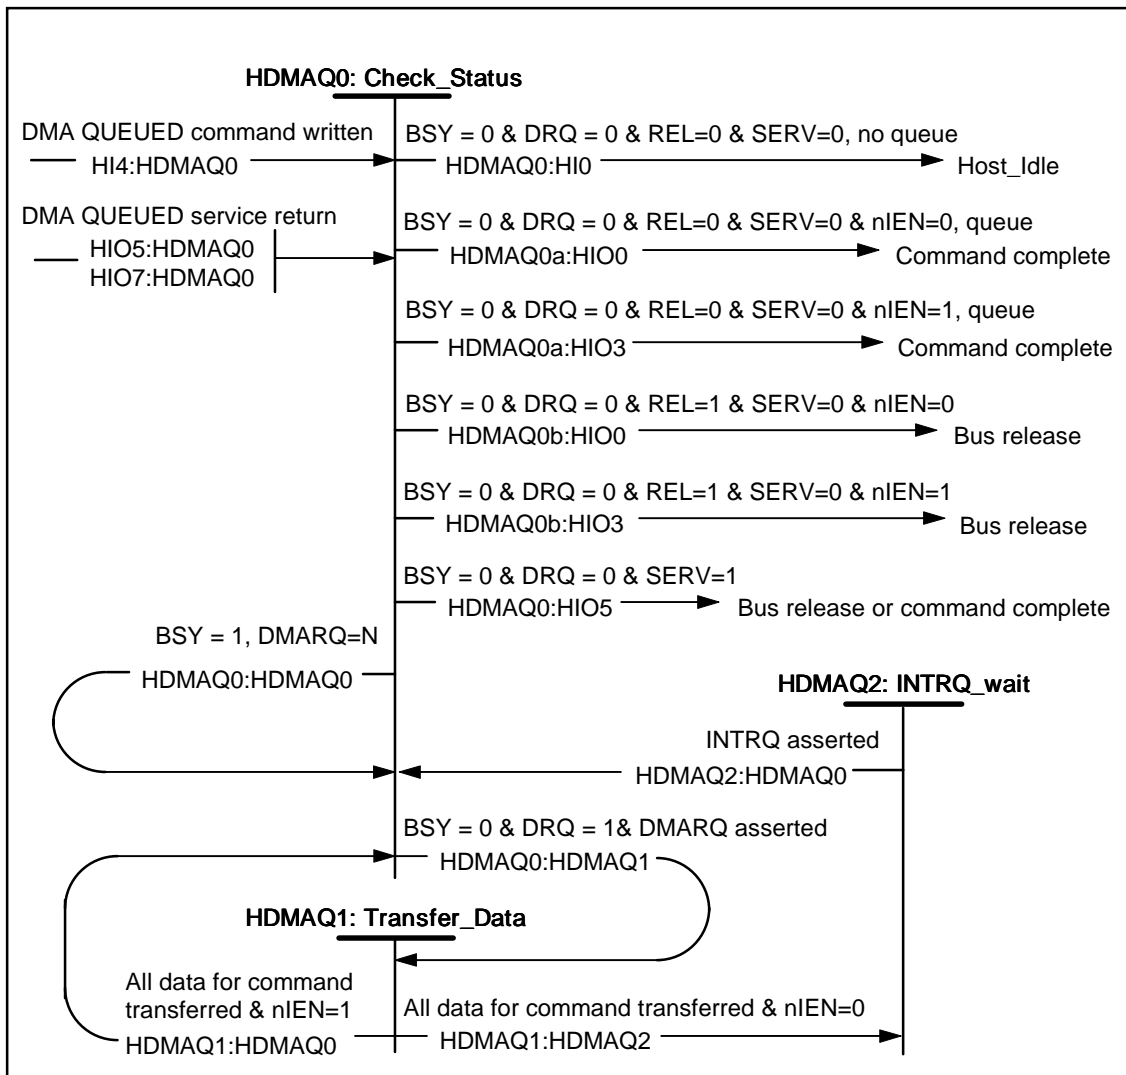 HDMAQ0: Check_Status
DMA QUEUED command written
HI4:HDMAQ0
BSY = 0 & DRQ = 0 & REL=0 & SERV=0, no queue
HDMAQ0:HI0
Host_Idle
DMA QUEUED service return
HIO5:HDMAQ0
HIO7:HDMAQ0
BSY = 0 & DRQ = 0 & REL=0 & SERV=0 & nIEN=0, queue
HDMAQ0a:HIO0
Command complete
BSY = 0 & DRQ = 0 & REL=0 & SERV=0 & nIEN=1, queue
HDMAQ0a:HIO3
Command complete
BSY = 0 & DRQ = 0 & REL=1 & SERV=0 & nIEN=0
HDMAQ0b:HIO0
Bus release
BSY = 0 & DRQ = 0 & REL=1 & SERV=0 & nIEN=1
HDMAQ0b:HIO3
Bus release
BSY = 0 & DRQ = 0 & SERV=1
HDMAQ0:HIO5
Bus release or command complete
BSY = 1, DMARQ=N
HDMAQ0:HDMAQ0
HDMAQ2: INTRQ_wait
INTRQ asserted
HDMAQ2:HDMAQ0
BSY = 0 & DRQ = 1& DMARQ asserted
HDMAQ0:HDMAQ1
HDMAQ1: Transfer_Data
All data for command
transferred & nIEN=1
HDMAQ1:HDMAQ0
All data for command transferred & nIEN=0
HDMAQ1:HDMAQ2